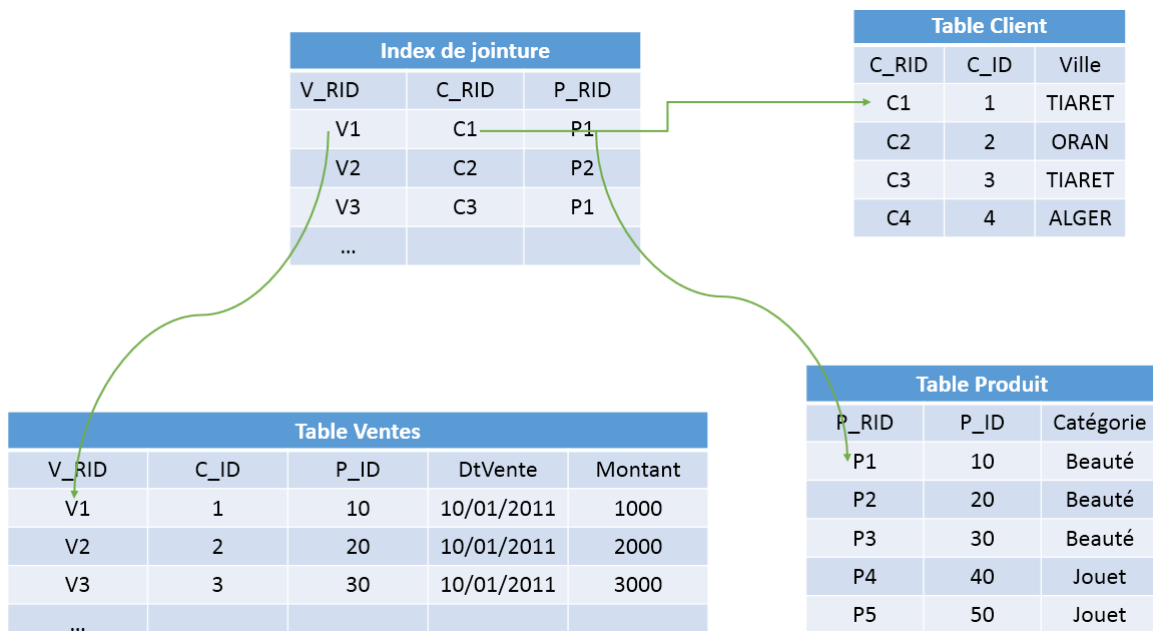 Index de jointure
V_RID C_RID P_RID
V1 C1 P1
V2 C2 P2
V3 C3 P1
...
Table Client
C_RID C_ID Ville
C1 1 TIARET
C2 2 ORAN
C3 3 TIARET
C4 4 ALGER
Table Ventes
V_RID C_ID P_ID DtVente Montant
V1 1 10 10/01/2011 1000
V2 2 20 10/01/2011 2000
V3 3 30 10/01/2011 3000
...
Table Produit
P_RID P_ID Catégorie
P1 10 Beauté
P2 20 Beauté
P3 30 Beauté
P4 40 Jouet
P5 50 Jouet